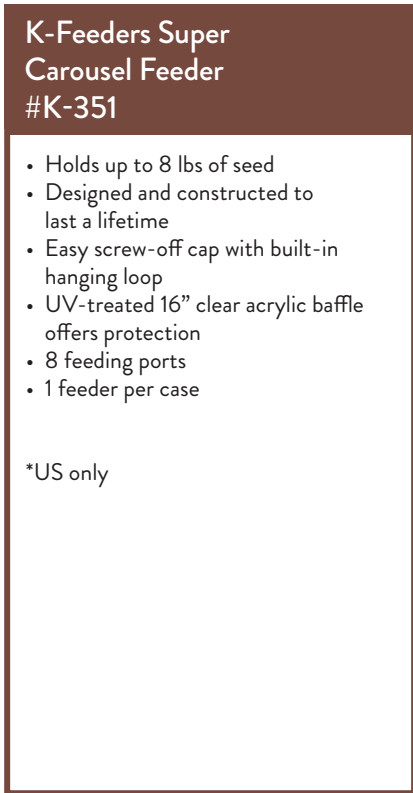 K-Feeders Super
Carousel Feeder
#K-351
• Holds up to 8 lbs of seed
• Designed and constructed to
last a lifetime
• Easy screw-off cap with built-in
hanging loop
• UV-treated 16” clear acrylic baffle
offers protection
• 8 feeding ports
• 1 feeder per case
*US only